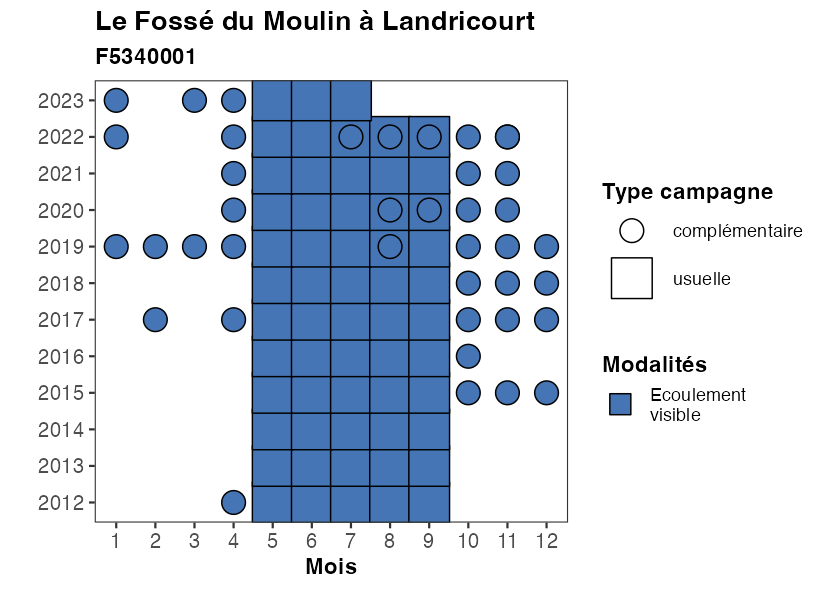 Le Fossé du Moulin à Landricourt
F5340001
2023
2022
2021
2020
2019
2018
2017
2016
2015
2014
2013
2012
1 2 3 4 5 6 7 8 9 10 11 12
Mois
Type campagne
complémentaire
usuelle
Modalités
Ecoulement
visible